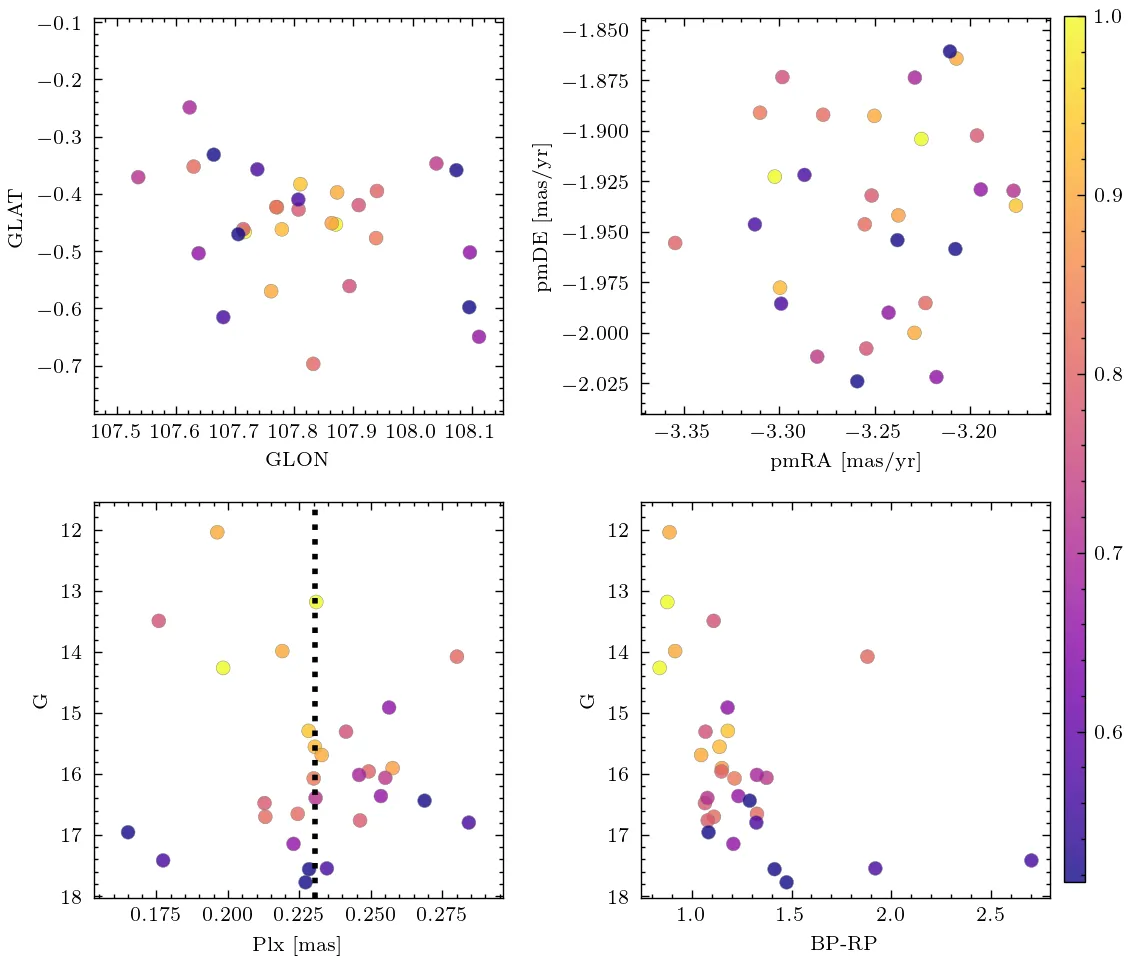 −0.1
−0.2
−0.3
−0.4
−0.5
−0.6
−0.7
GLAT
107.5 107.6 107.7 107.8 107.9 108.0 108.1
GLON
−1.850
−1.875
−1.900
−1.925
−1.950
−1.975
−2.000
−2.025
pmDE [mas/yr]
−3.35 −3.30 −3.25 −3.20
pmRA [mas/yr]
1.0
0.9
0.8
0.7
0.6
12
13
14
15
16
17
18
G
0.175 0.200 0.225 0.250 0.275
Plx [mas]
12
13
14
15
16
17
18
G
1.0 1.5 2.0 2.5
BP-RP